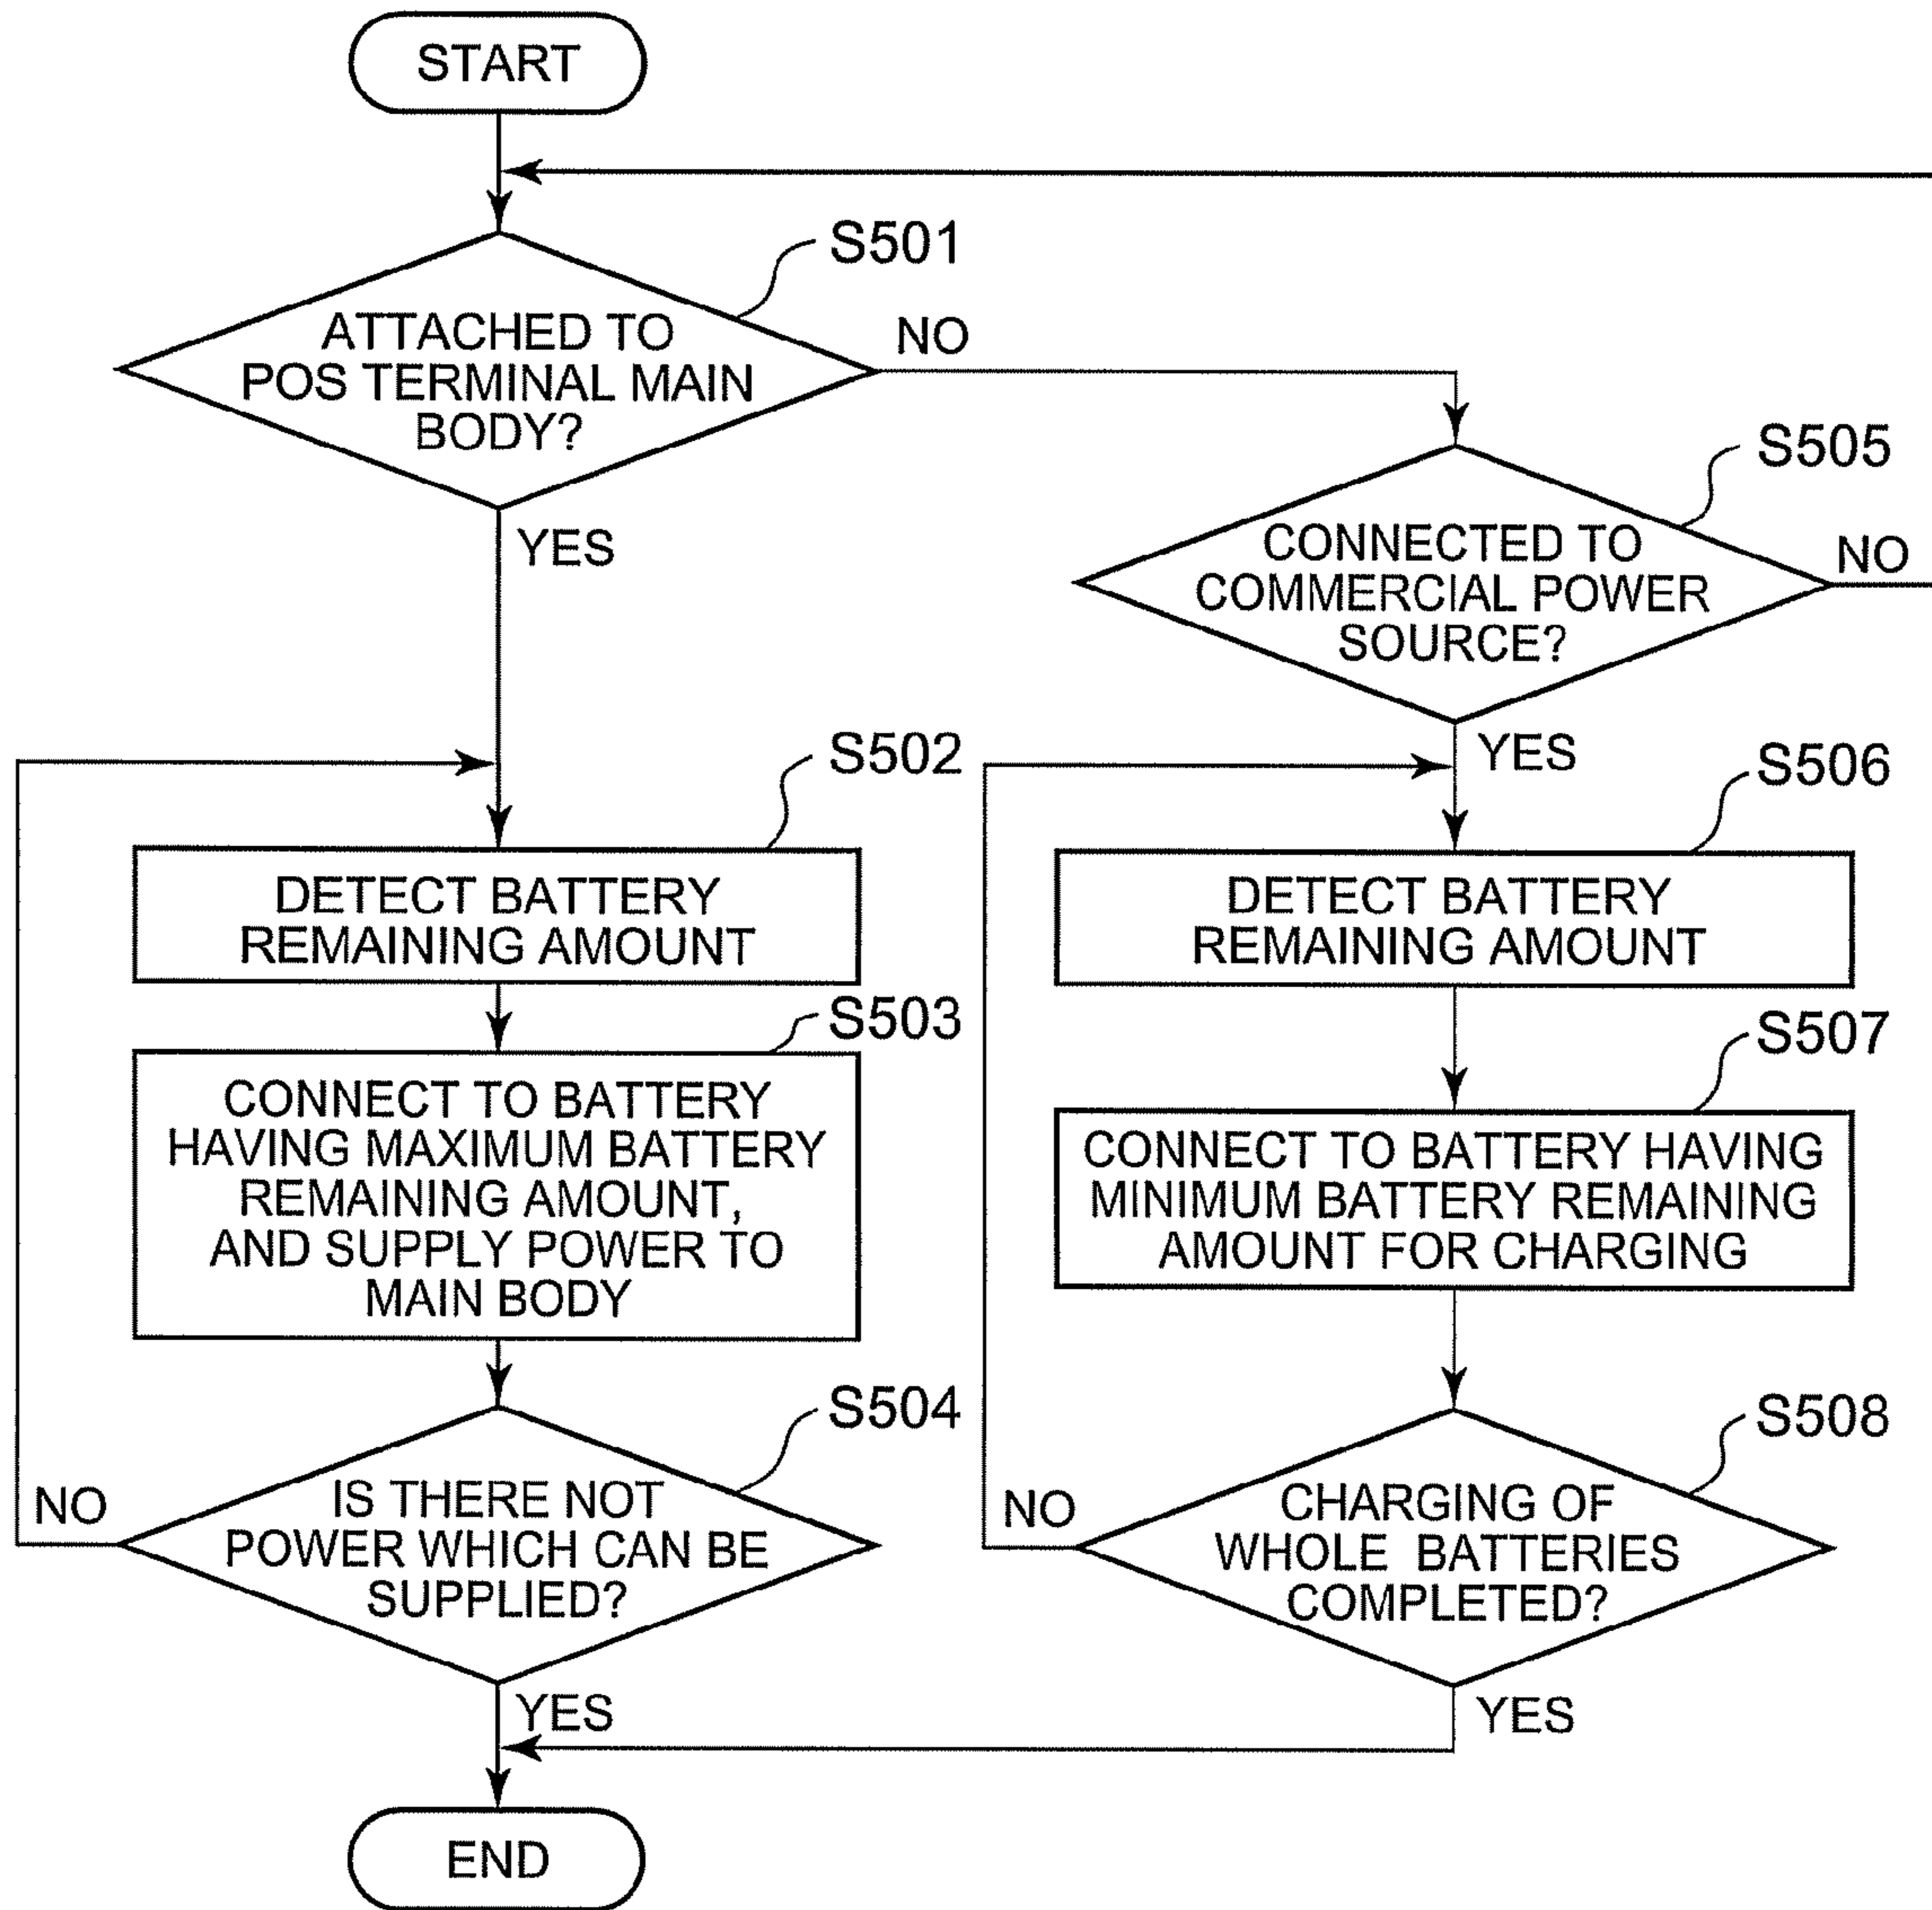 START
S501
ATTACHED TO
POS TERMINAL MAIN
BODY?
NO
YES
S502
DETECT BATTERY
REMAINING AMOUNT
S503
CONNECT TO BATTERY
HAVING MAXIMUM BATTERY
REMAINING AMOUNT,
AND SUPPLY POWER TO
MAIN BODY
S504
IS THERE NOT
POWER WHICH CAN BE
SUPPLIED?
NO
YES
S505
CONNECTED TO
COMMERCIAL POWER
SOURCE?
NO
YES
S506
DETECT BATTERY
REMAINING AMOUNT
S507
CONNECT TO BATTERY HAVING
MINIMUM BATTERY REMAINING
AMOUNT FOR CHARGING
S508
CHARGING OF
WHOLE BATTERIES
COMPLETED?
NO
YES
END